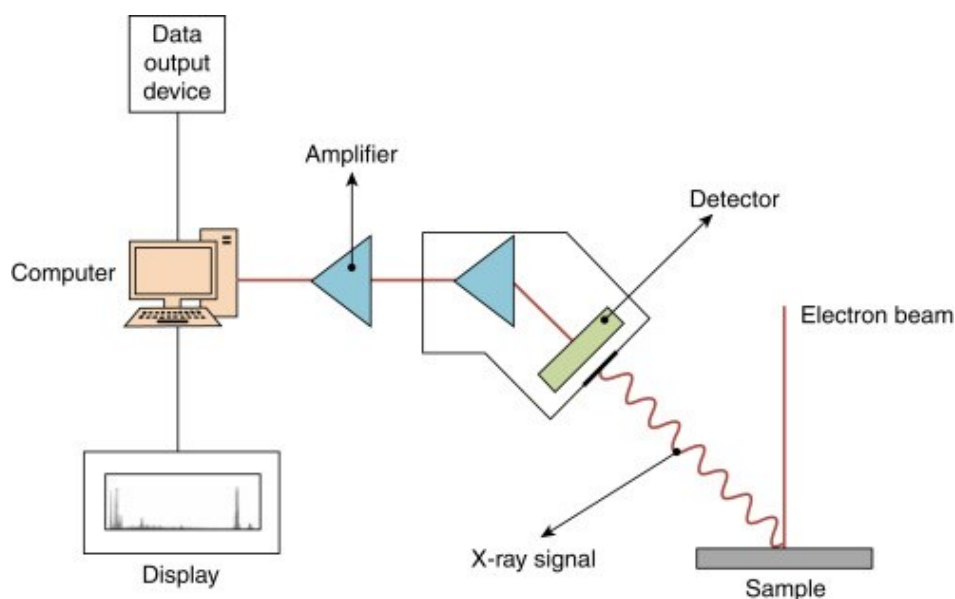 Data
output
device
Amplifier
Detector
Computer
Electron beam
X-ray signal
Display
Sample